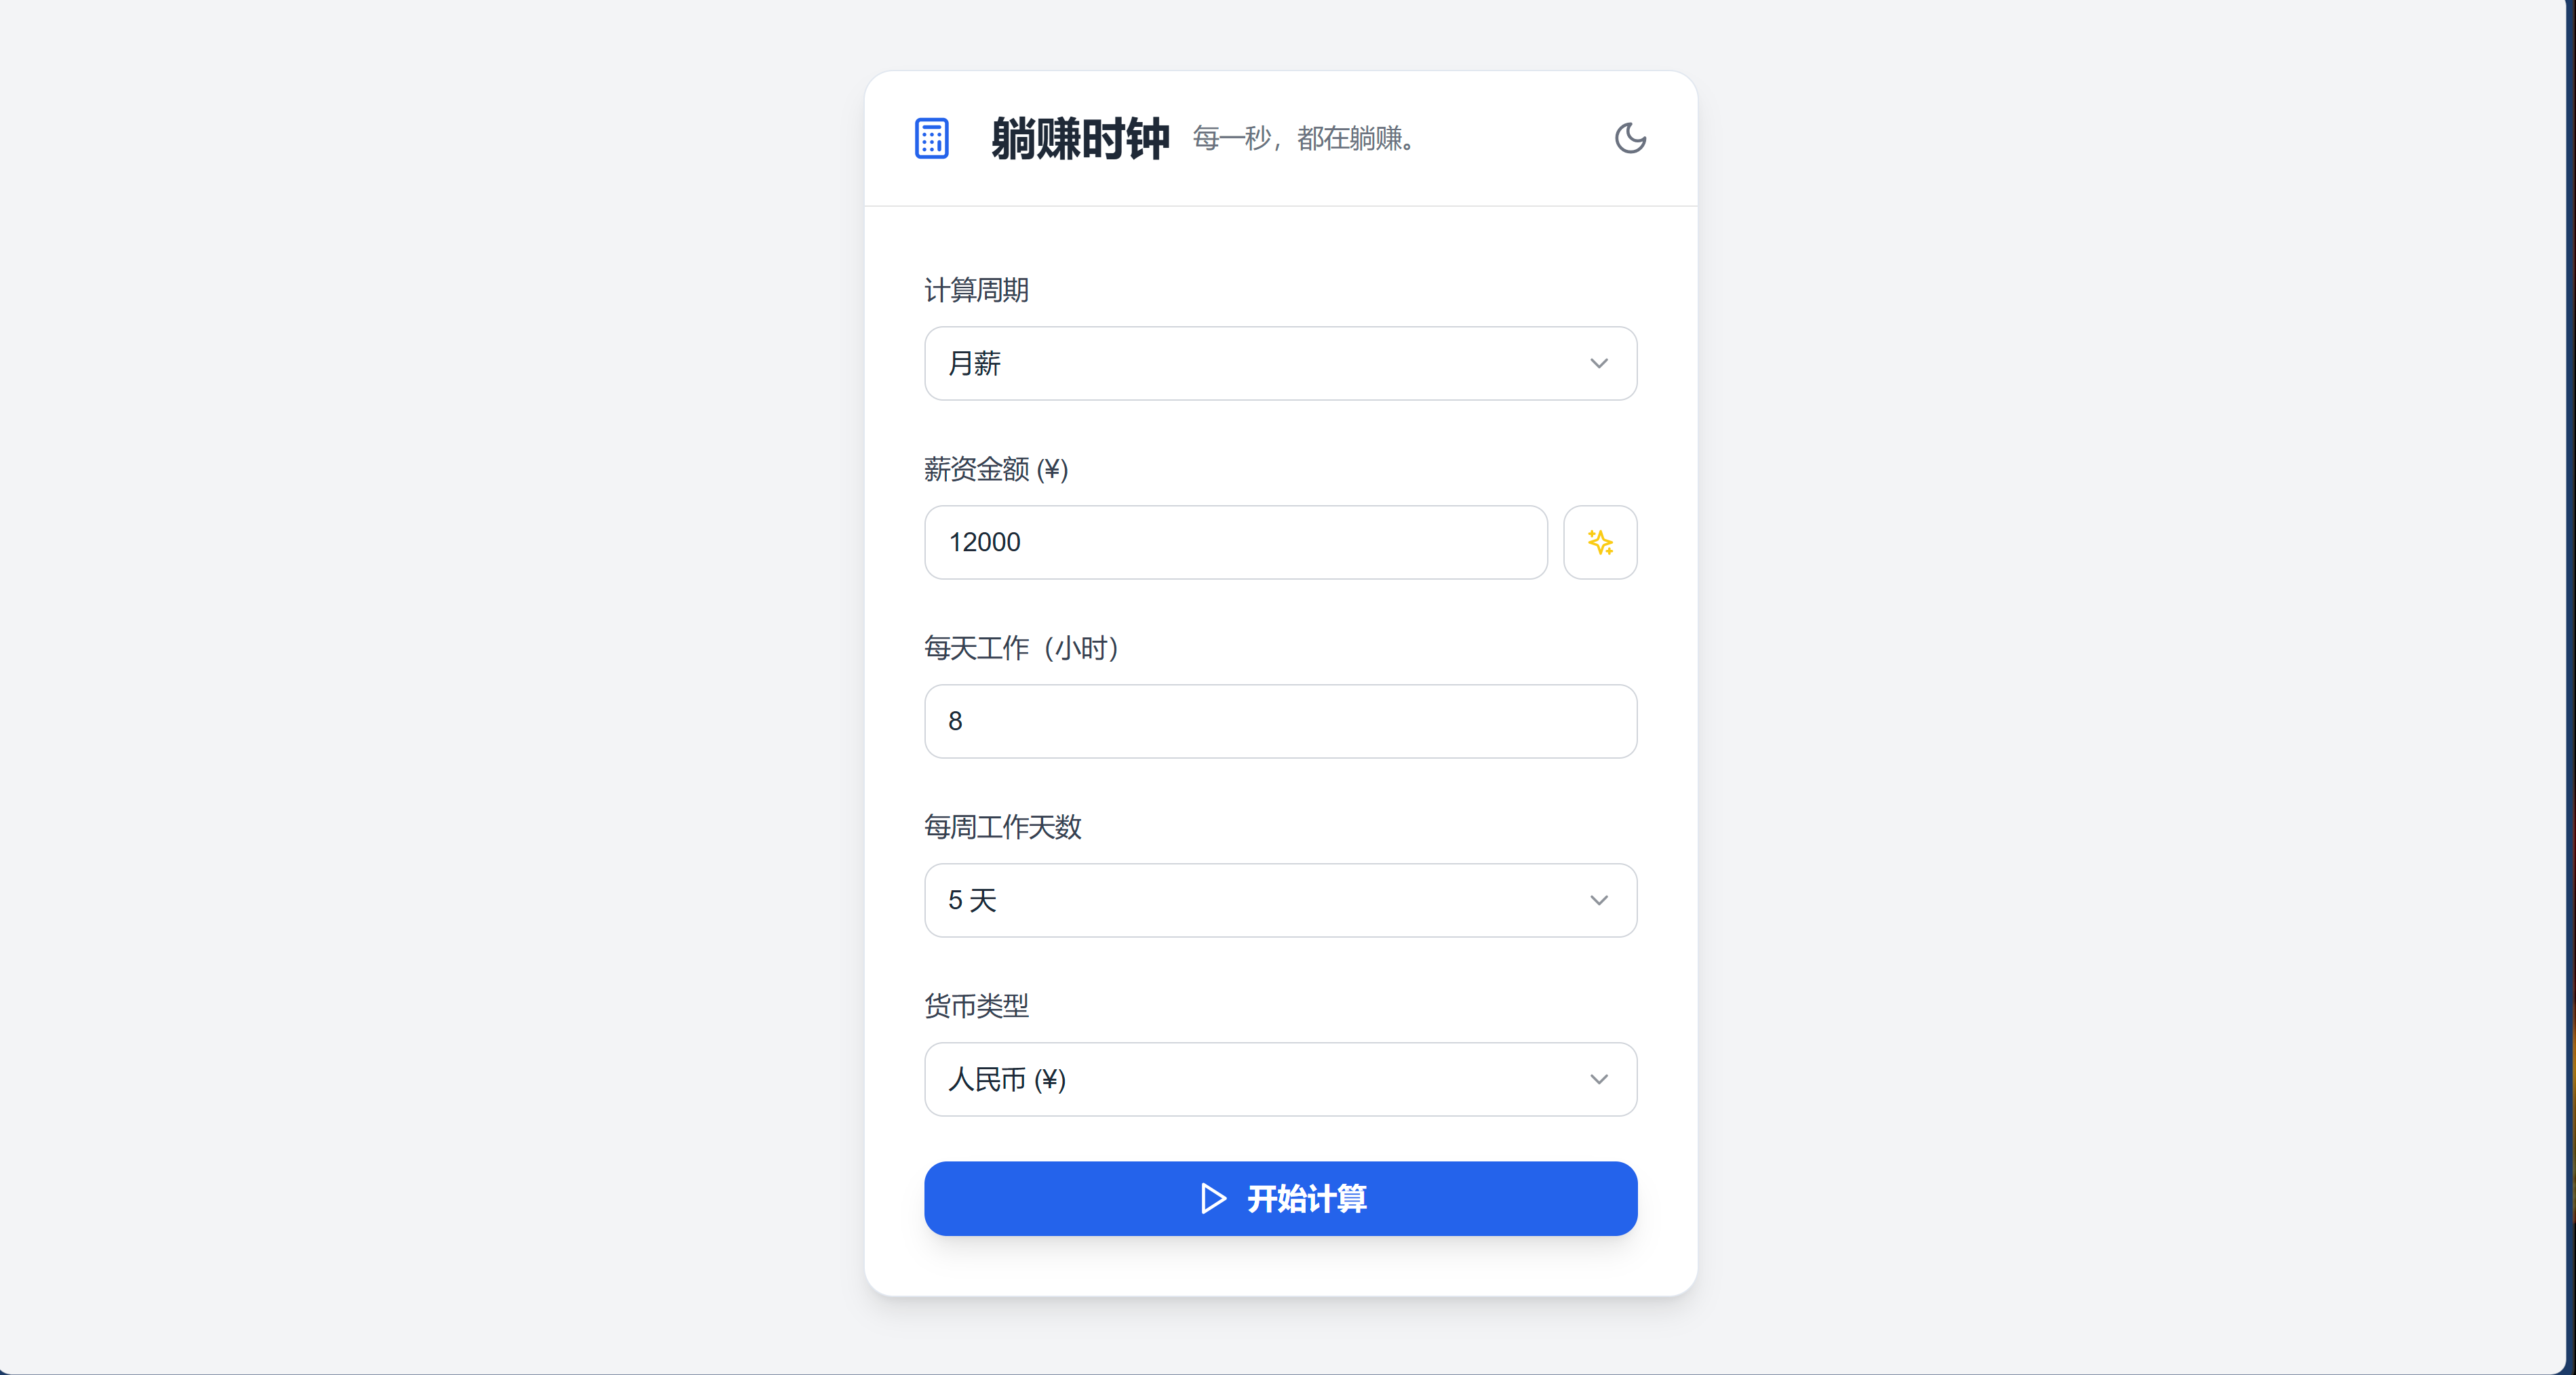 躺赚时钟 每一秒，都在躺赚。
计算周期
月薪
薪资金额 (¥)
12000
每天工作（小时）
8
每周工作天数
5 天
货币类型
人民币 (¥)
开始计算